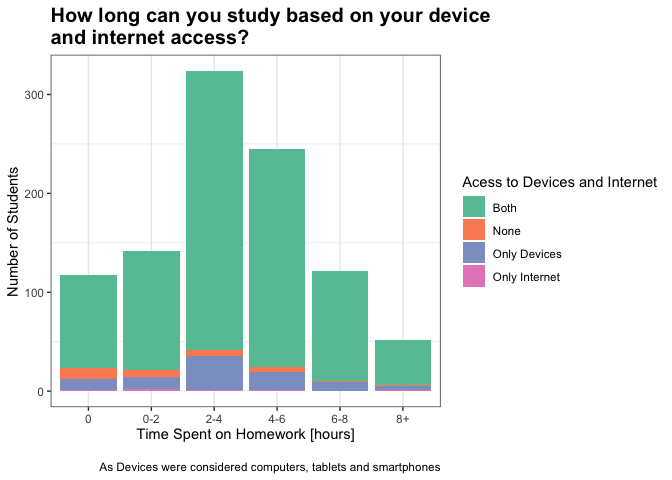 How long can you study based on your device
and internet access?
300
200
100
0
Number of Students
0 0-2 2-4 4-6 6-8 8+
Time Spent on Homework [hours]
As Devices were considered computers, tablets and smartphones
Acess to Devices and Internet
Both
None
Only Devices
Only Internet